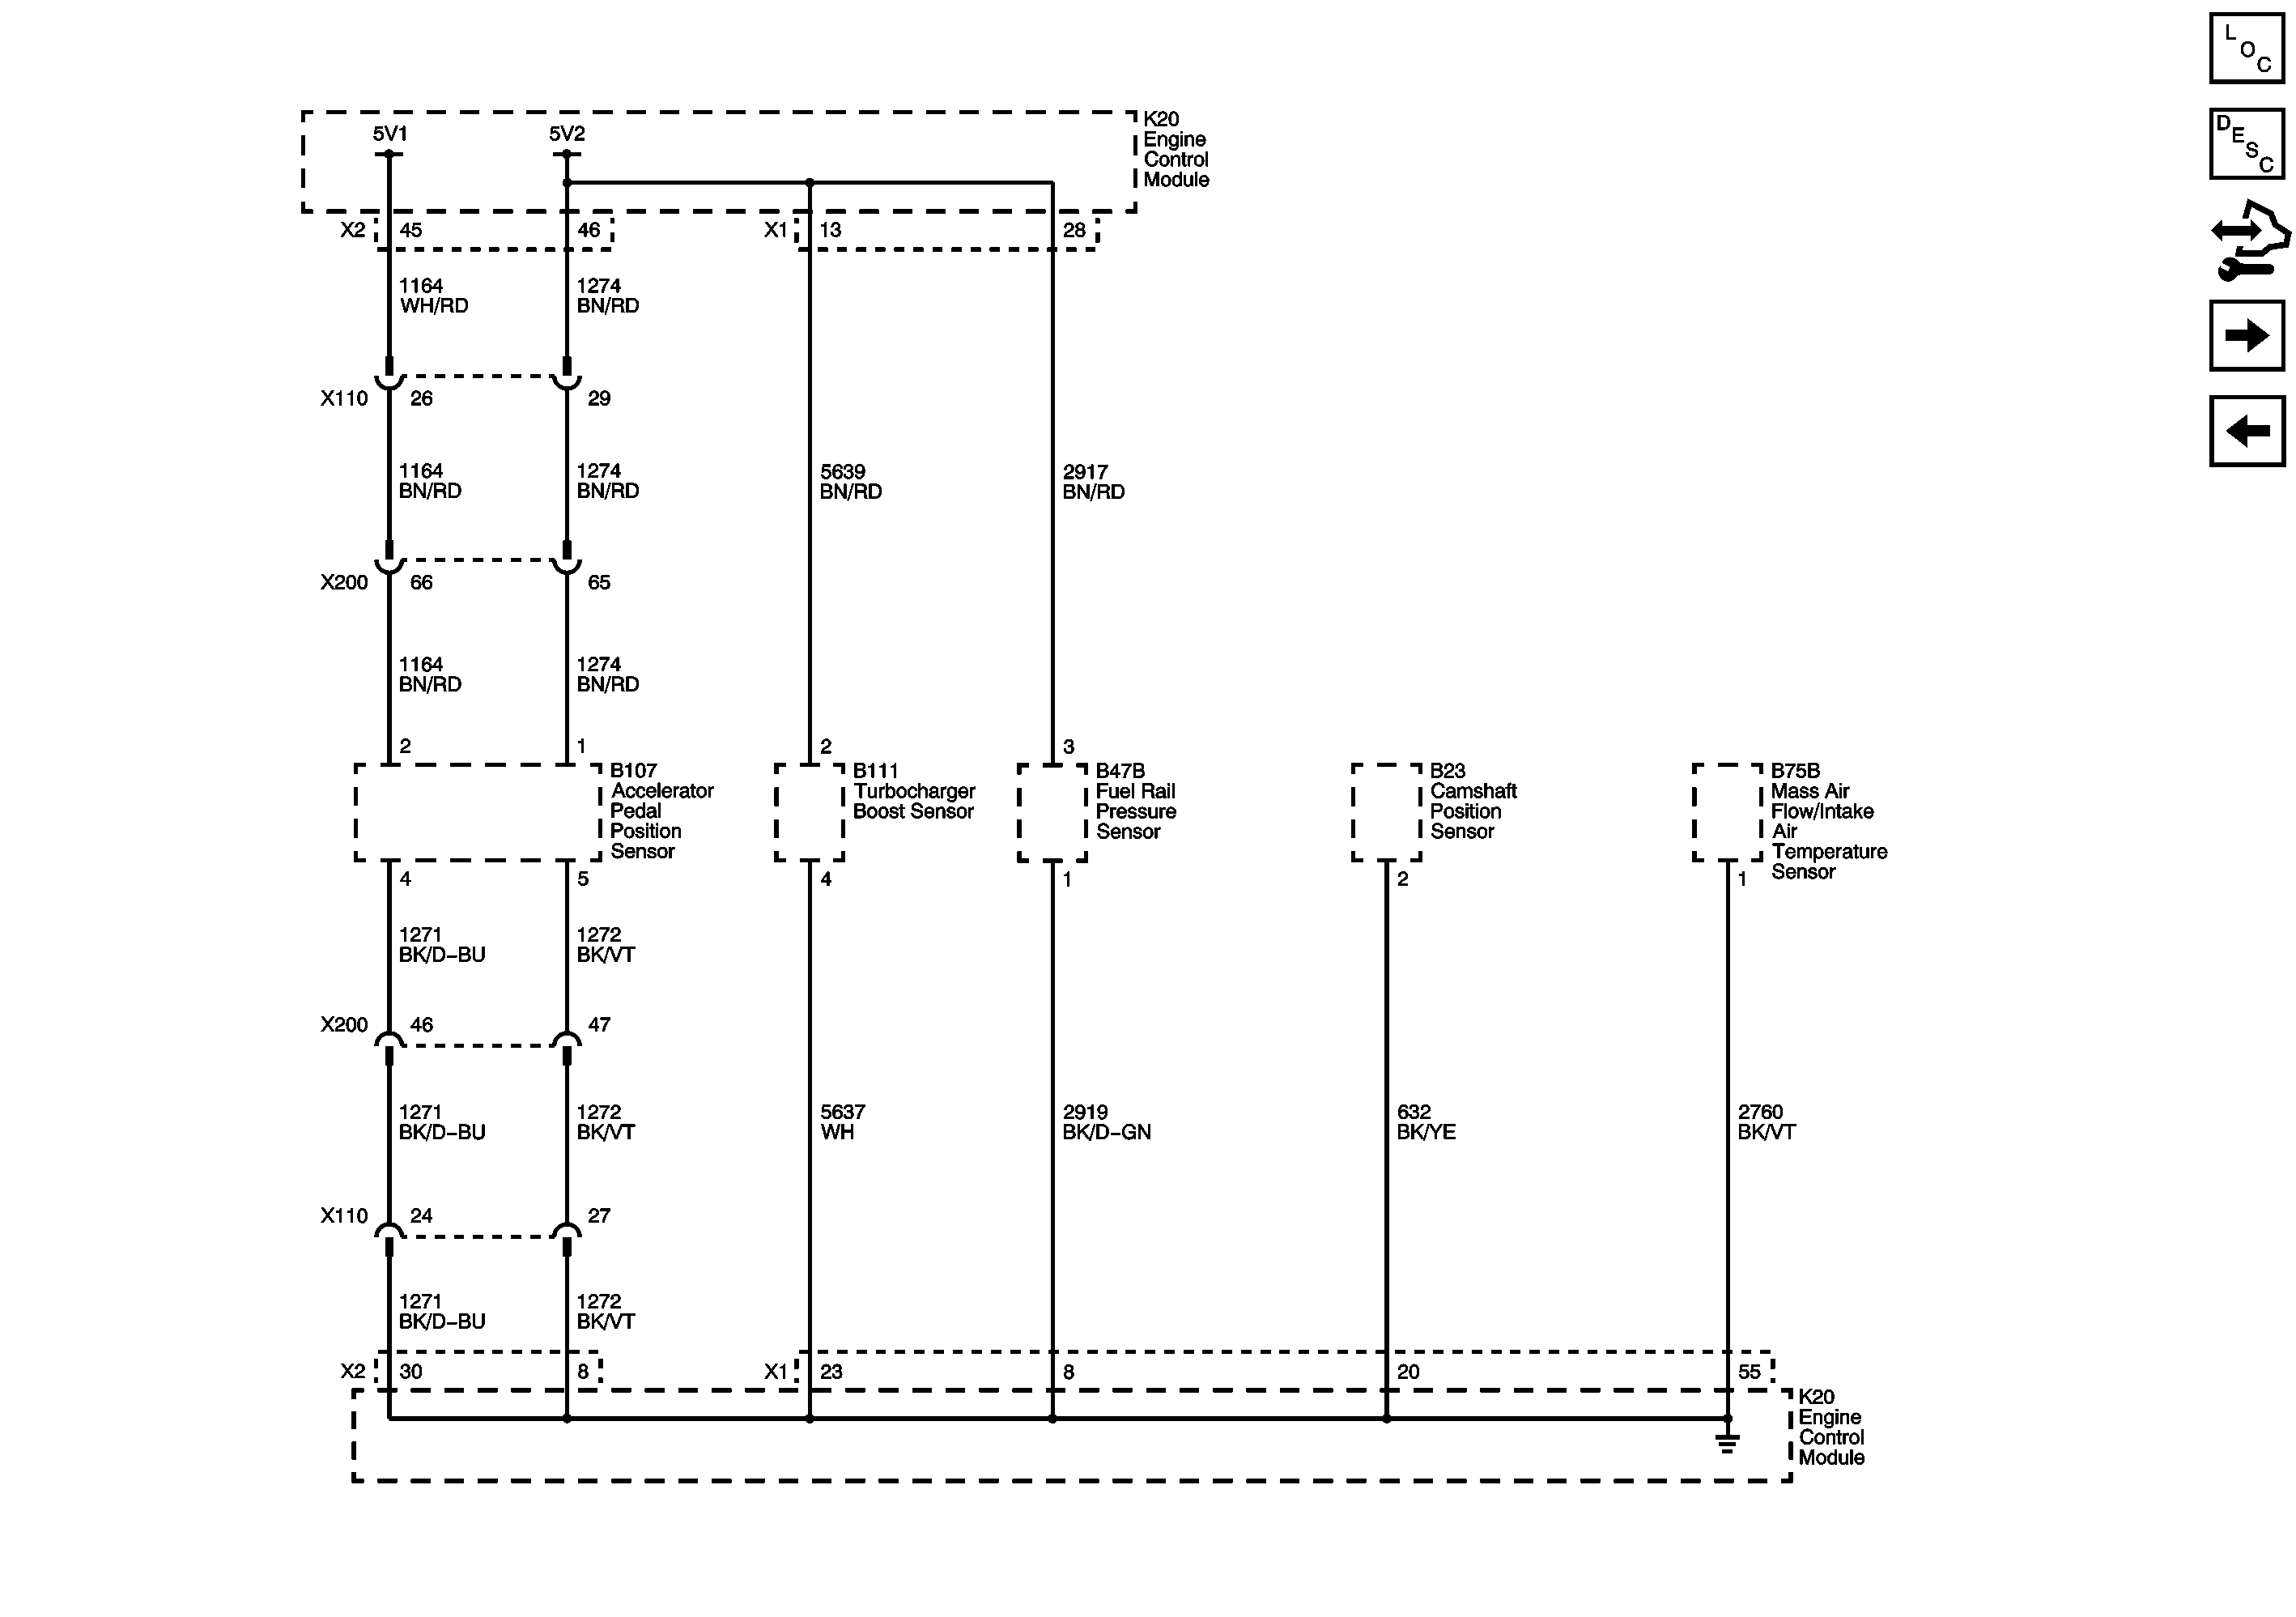 L
O
C
D
E
S
C
5V1
5V2
K20
Engine
Control
Module
X2
45
46
X1
13
28
1164
WH/RD
1274
BN/RD
X110
26
29
1164
BN/RD
1274
BN/RD
5639
BN/RD
2917
BN/RD
X200
66
65
1164
BN/RD
1274
BN/RD
2
1
2
3
B107
Accelerator
Pedal
Position
Sensor
B111
Turbocharger
Boost Sensor
B47B
Fuel Rail
Pressure
Sensor
B23
Camshaft
Position
Sensor
B75B
Mass Air
Flow/Intake
Air
Temperature
Sensor
4
5
4
1
2
1
1271
BK/D-BU
1272
BK/VT
X200
46
47
1271
BK/D-BU
1272
BK/VT
5637
WH
2919
BK/D-GN
632
BK/YE
2760
BK/VT
X110
24
27
1271
BK/D-BU
1272
BK/VT
X2
30
8
X1
23
8
20
55
K20
Engine
Control
Module